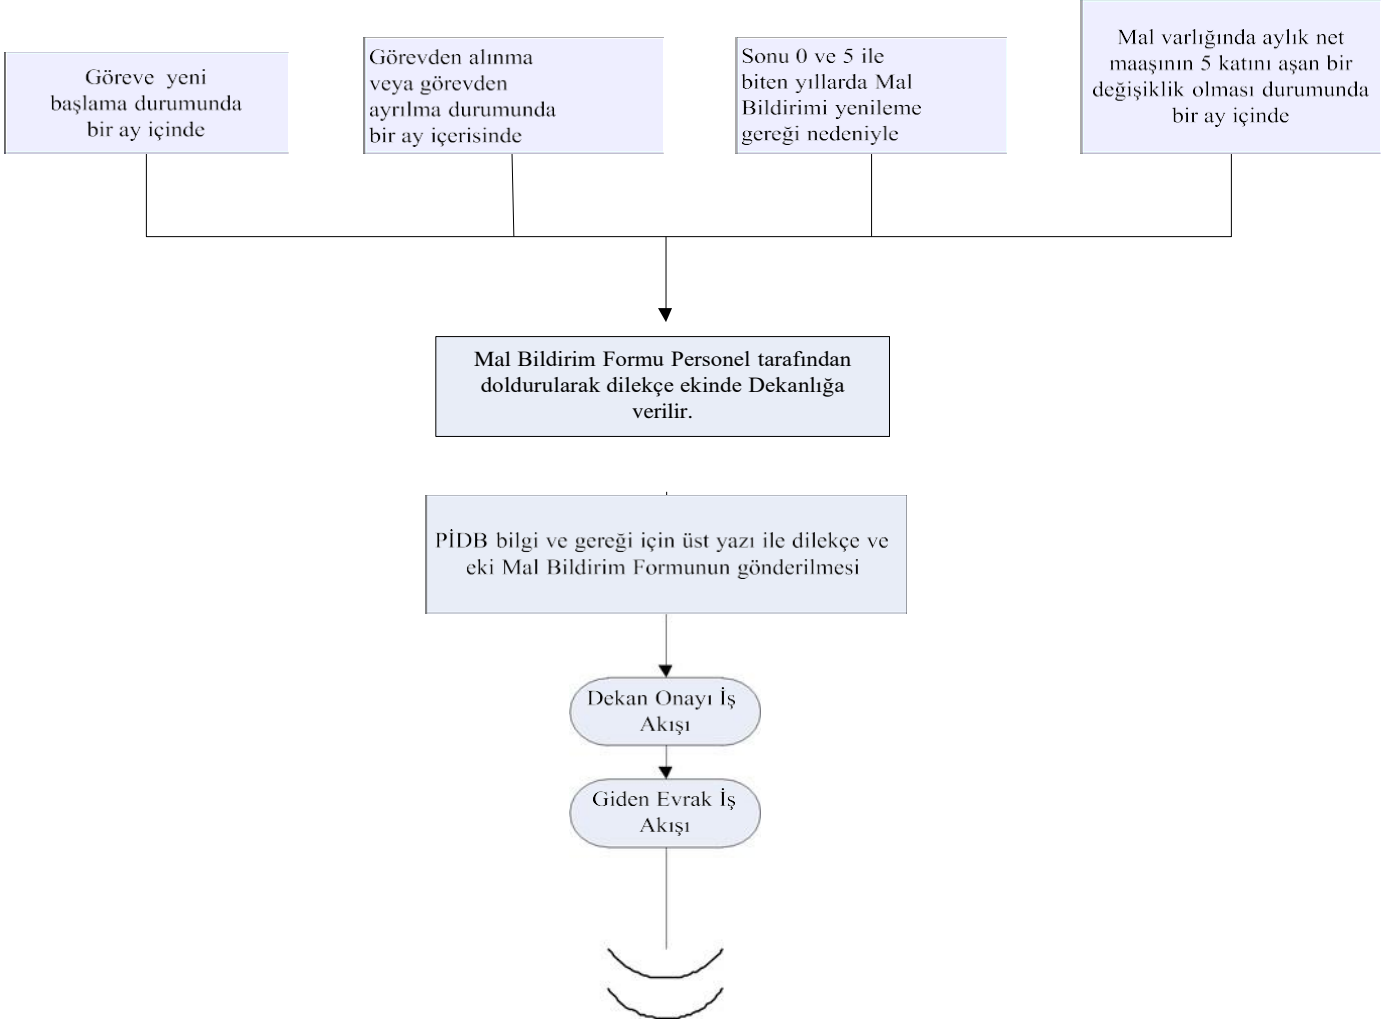 Göreve yeni
başlama durumunda
bir ay içinde
Görevden alınma
veya görevden
ayrılma durumunda
bir ay içerisinde
Sonu 0 ve 5 ile
biten yıllarda Mal
Bildirimi yenileme
gereği nedeniyle
Mal varlığında aylık net
maaşının 5 katını aşan bir
değişiklik olması durumunda
bir ay içinde
Mal Bildirim Formu Personel tarafından
doldurularak dilekçe ekinde Dekanlığa
verilir.
PİDB bilgi ve gereği için üst yazı ile dilekçe ve
eki Mal Bildirim Formunun gönderilmesi
Dekan Onayı İş
Akışı
Giden Evrak İş
Akışı